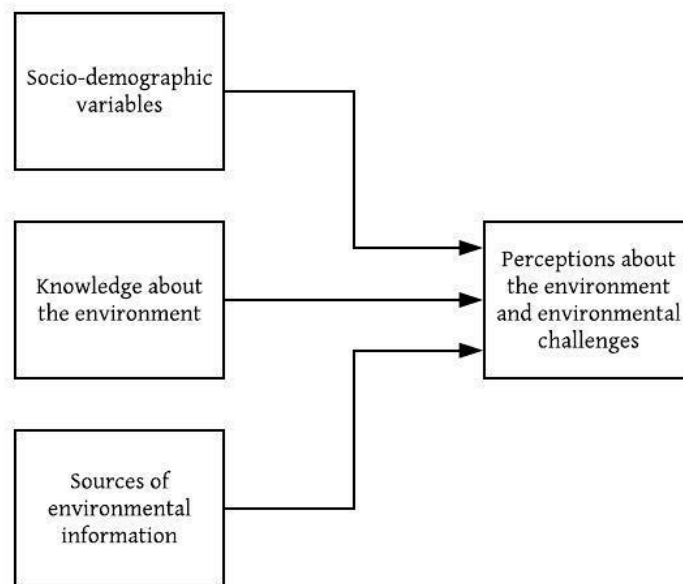 Socio-demographic
variables
Knowledge about
the environment
Perceptions about
the environment
and environmental
challenges
Sources of
environmental
information